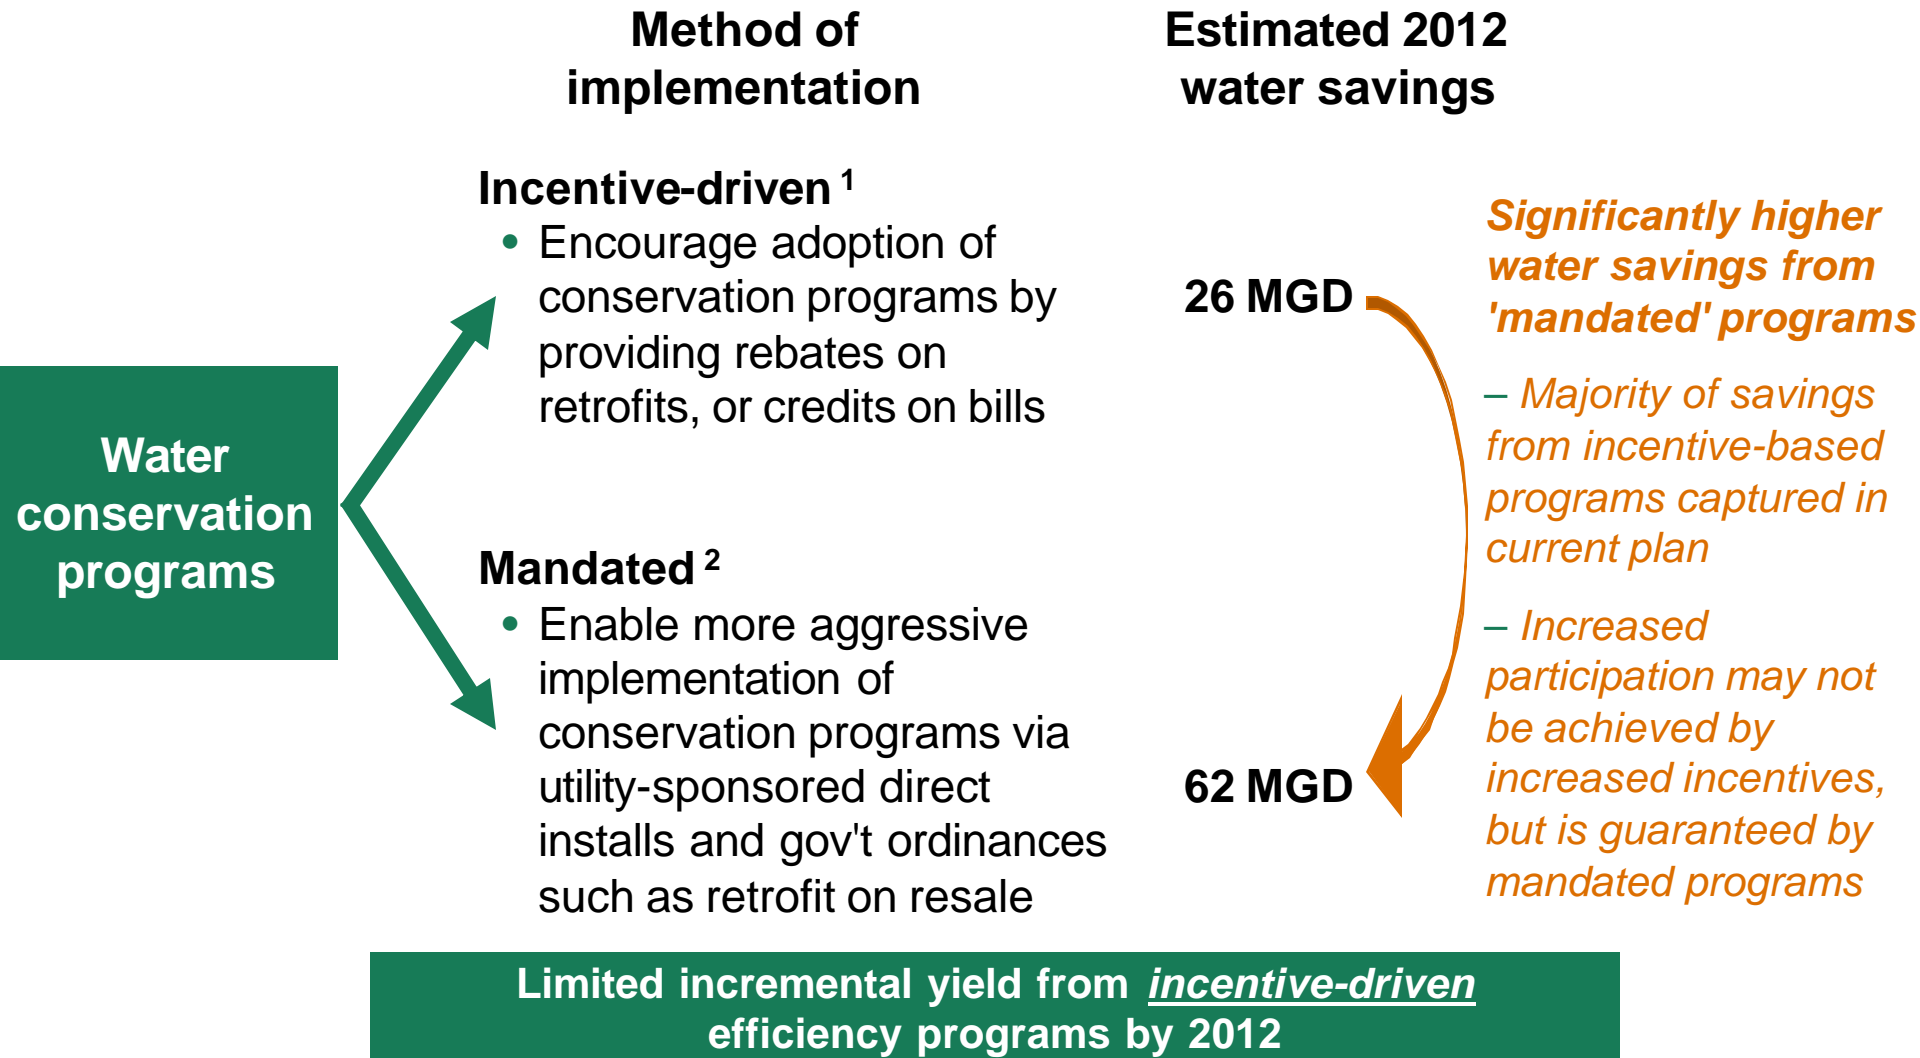 Method of
implementation
Estimated 2012
water savings
Water
conservation
programs
Incentive-driven 1
• Encourage adoption of
conservation programs by
providing rebates on
retrofits, or credits on bills
26 MGD
Mandated 2
• Enable more aggressive
implementation of
conservation programs via
utility-sponsored direct
installs and gov't ordinances
such as retrofit on resale
62 MGD
Significantly higher
water savings from
'mandated' programs
– Majority of savings
from incentive-based
programs captured in
current plan
– Increased
participation may not
be achieved by
increased incentives,
but is guaranteed by
mandated programs
Limited incremental yield from incentive-driven
efficiency programs by 2012